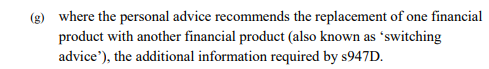 (g) where the personal advice recommends the replacement of one financial
product with another financial product (also known as ‘switching
advice’), the additional information required by s947D.